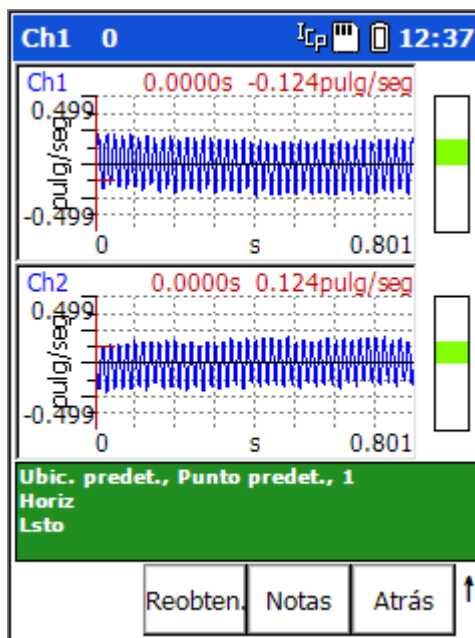 Ch1 0 ICP 12:37
Ch1 0.0000s -0.124pulg/seg
0.499
pulg/seg
-0.499
0 s 0.801
Ch2 0.0000s 0.124pulg/seg
0.499
pulg/seg
-0.499
0 s 0.801
Ubic. predet., Punto predet., 1
Horiz
Lsto
Reobten. Notas Atrás